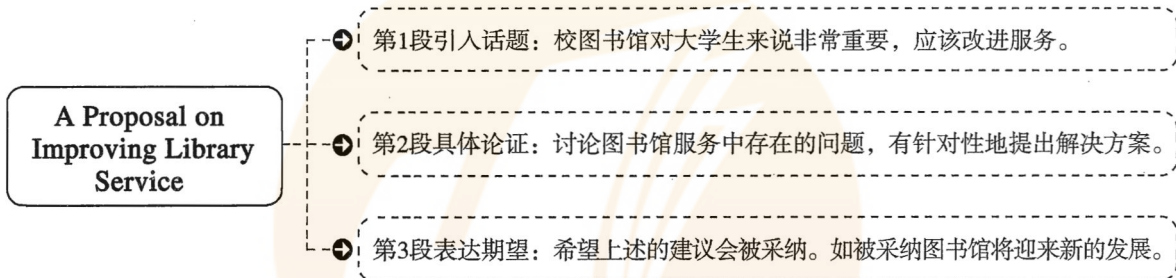 A Proposal on
Improving Library
Service
第1段引入话题：校图书馆对大学生来说非常重要，应该改进服务。
第2段具体论证：讨论图书馆服务中存在的问题，有针对性地提出解决方案。
第3段表达期望：希望上述的建议会被采纳。如被采纳图书馆将迎来新的发展。